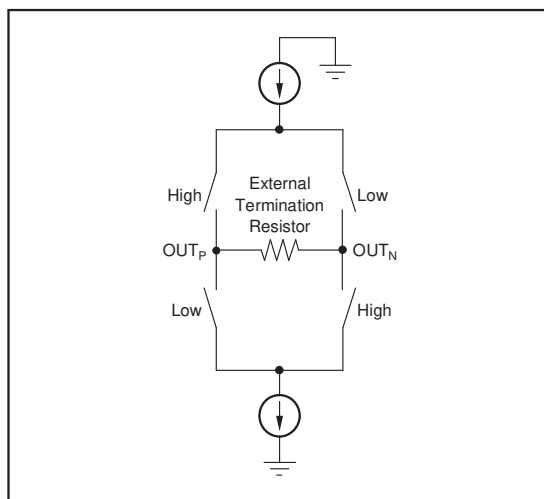 External
Termination
Resistor
High
Low
OUTP
OUTN
Low
High